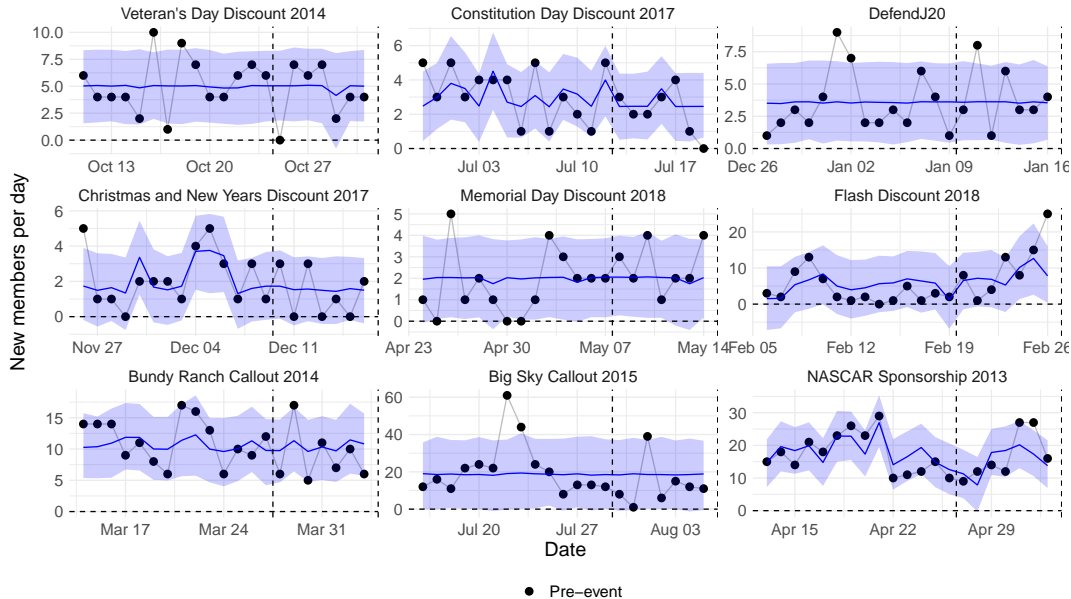 Veteran's Day Discount 2014 Constitution Day Discount 2017 DefendJ20
10.0 7.5 5.0 2.5 0.0
Oct 13 Oct 20 Oct 27
6 4 2 0
Jul 03 Jul 10 Jul 17
7.5 5.0 2.5 0.0
Dec 26 Jan 02 Jan 09 Jan 16
Christmas and New Years Discount 2017 Memorial Day Discount 2018 Flash Discount 2018
6 4 2 0
Nov 27 Dec 04 Dec 11
5 4 3 2 1 0
Apr 23 Apr 30 May 07 May 14
20 10 0
Feb 05 Feb 12 Feb 19 Feb 26
Bundy Ranch Callout 2014 Big Sky Callout 2015 NASCAR Sponsorship 2013
15 10 5 0
Mar 17 Mar 24 Mar 31
60 40 20 0
Jul 20 Jul 27 Aug 03
30 20 10 0
Apr 15 Apr 22 Apr 29
New members per day
Date
Pre−event